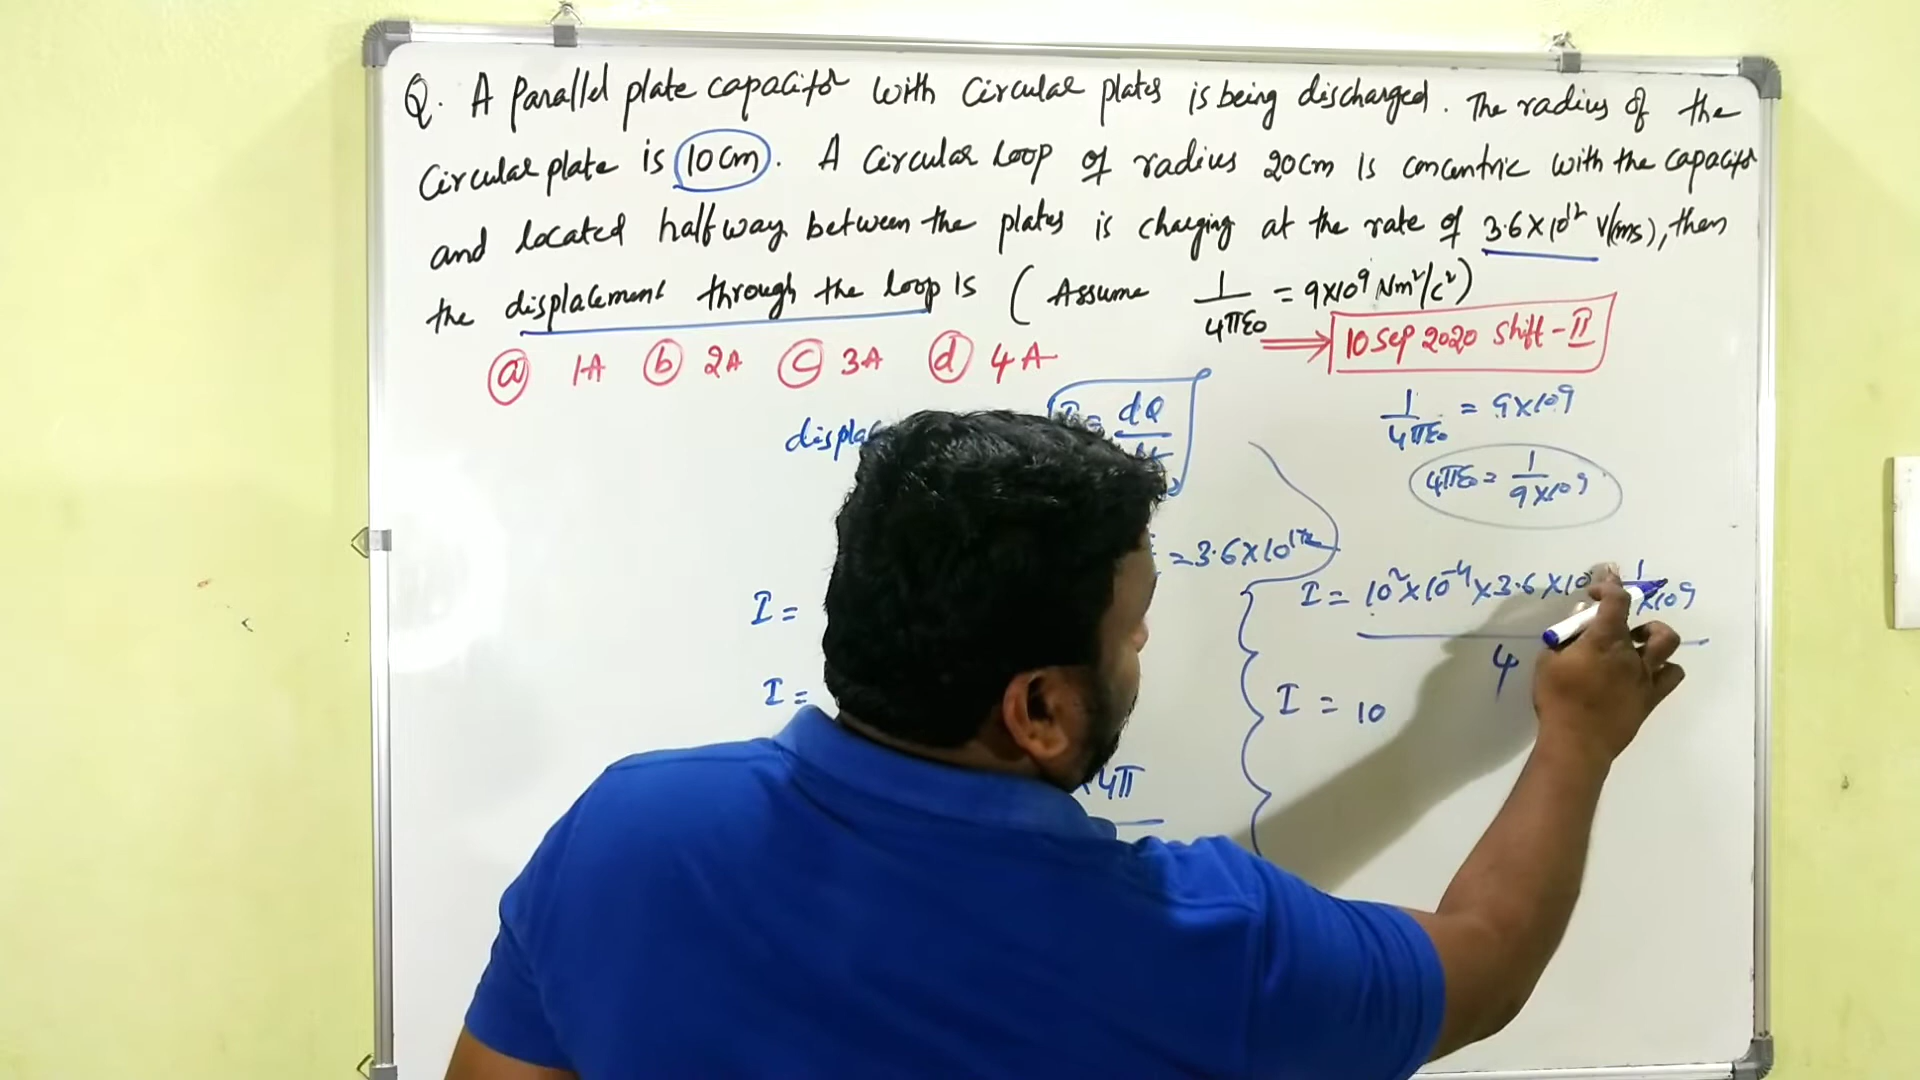 Q. A Parallel plate capacitor with Circular plates is being discharged. The radius of the
Circular plate is 10cm. A Circular Loop of radius 20cm is concentric with the capacitor
and located halfway between the plates is charging at the rate of 3.6×10¹² V/(ms), then
the displacement through the loop is ( Assume 1/4πε₀ = 9×10⁹ Nm²/c²)
10 Sep 2020 Shift-II
a 1A b 2A c 3A d 4A
1/4πε₀ = 9×10⁹
dQ
4πε₀ = 1/9×10⁹
= 3.6×10¹²
I = 10²×10⁻⁴×3.6×10 1 ×10⁹
4
I =
I =
I = 10
×4π